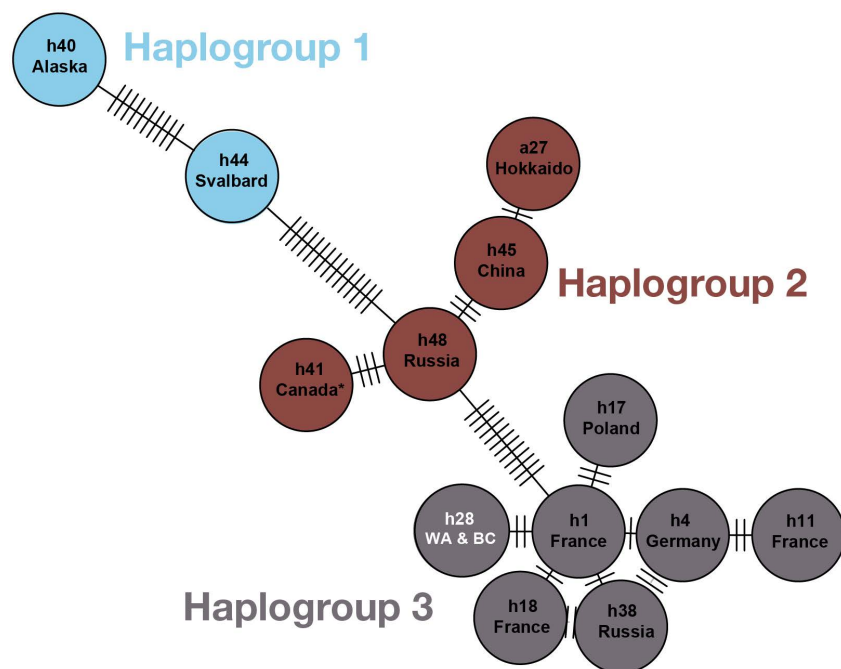 h40
Alaska
Haplogroup 1
h44
Svalbard
a27
Hokkaido
h45
China
Haplogroup 2
h48
Russia
h41
Canada*
h17
Poland
h28
WA & BC
h1
France
h4
Germany
h11
France
Haplogroup 3
h18
France
h38
Russia